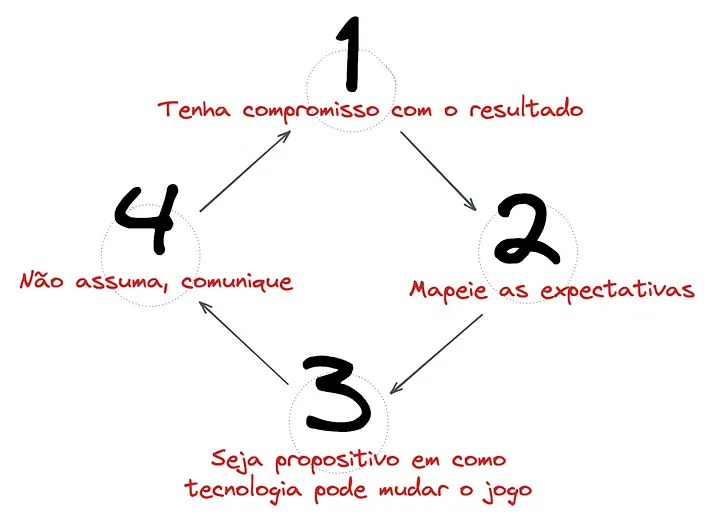 1
Tenha compromisso com o resultado
2
Mapeie as expectativas
3
Seja propositivo em como
tecnologia pode mudar o jogo
4
Não assuma, comunique